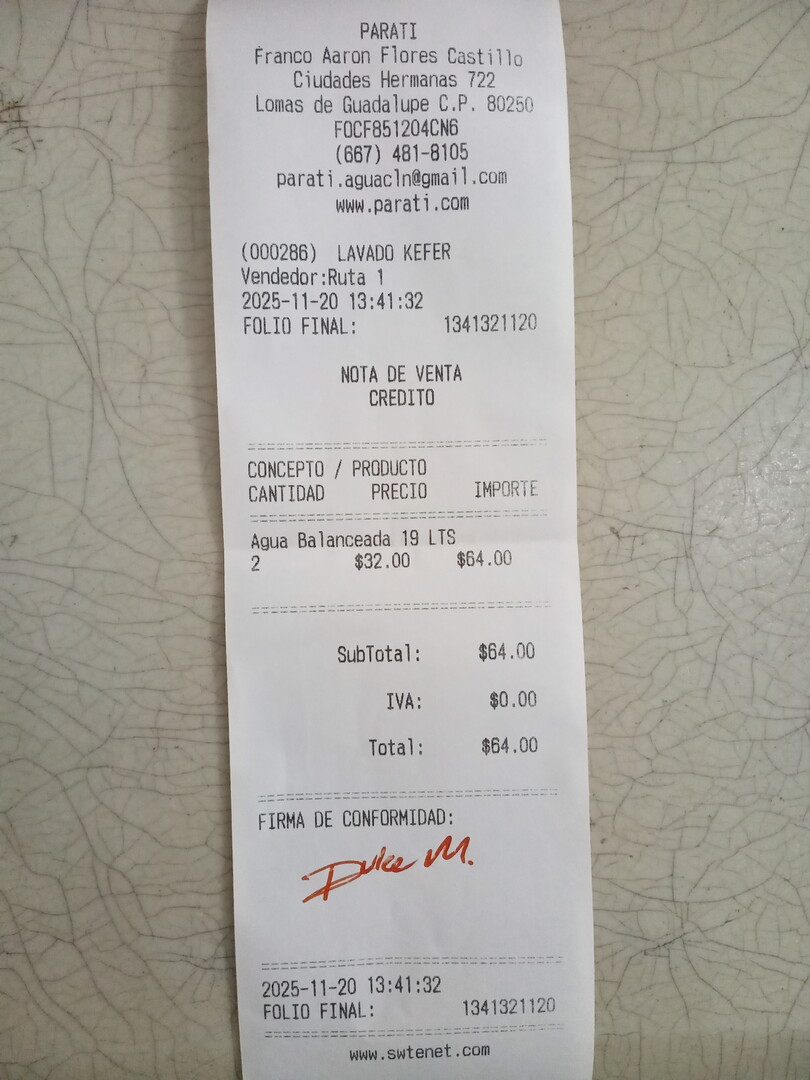 PARATI
Franco Aaron Flores Castillo
Ciudades Hermanas 722
Lomas de Guadalupe C.P. 80250
FOCF851204CN6
(667) 481-8105
parati.aguacln@gmail.com
www.parati.com
(000286) LAVADO KEFER
Vendedor:Ruta 1
2025-11-20 13:41:32
FOLIO FINAL: 1341321120
NOTA DE VENTA
CREDITO
CONCEPTO / PRODUCTO
CANTIDAD PRECIO IMPORTE
Agua Balanceada 19 LTS
2 $32.00 $64.00
SubTotal: $64.00
IVA: $0.00
Total: $64.00
FIRMA DE CONFORMIDAD:
Dulce M.
2025-11-20 13:41:32
FOLIO FINAL: 1341321120
www.swtenet.com